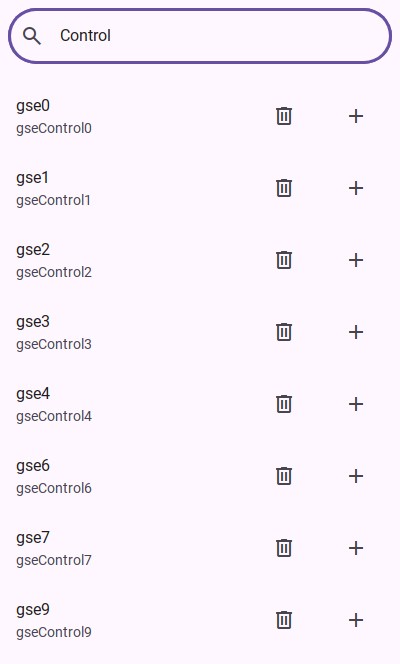 Control
gse0
gseControl0
gse1
gseControl1
gse2
gseControl2
gse3
gseControl3
gse4
gseControl4
gse6
gseControl6
gse7
gseControl7
gse9
gseControl9